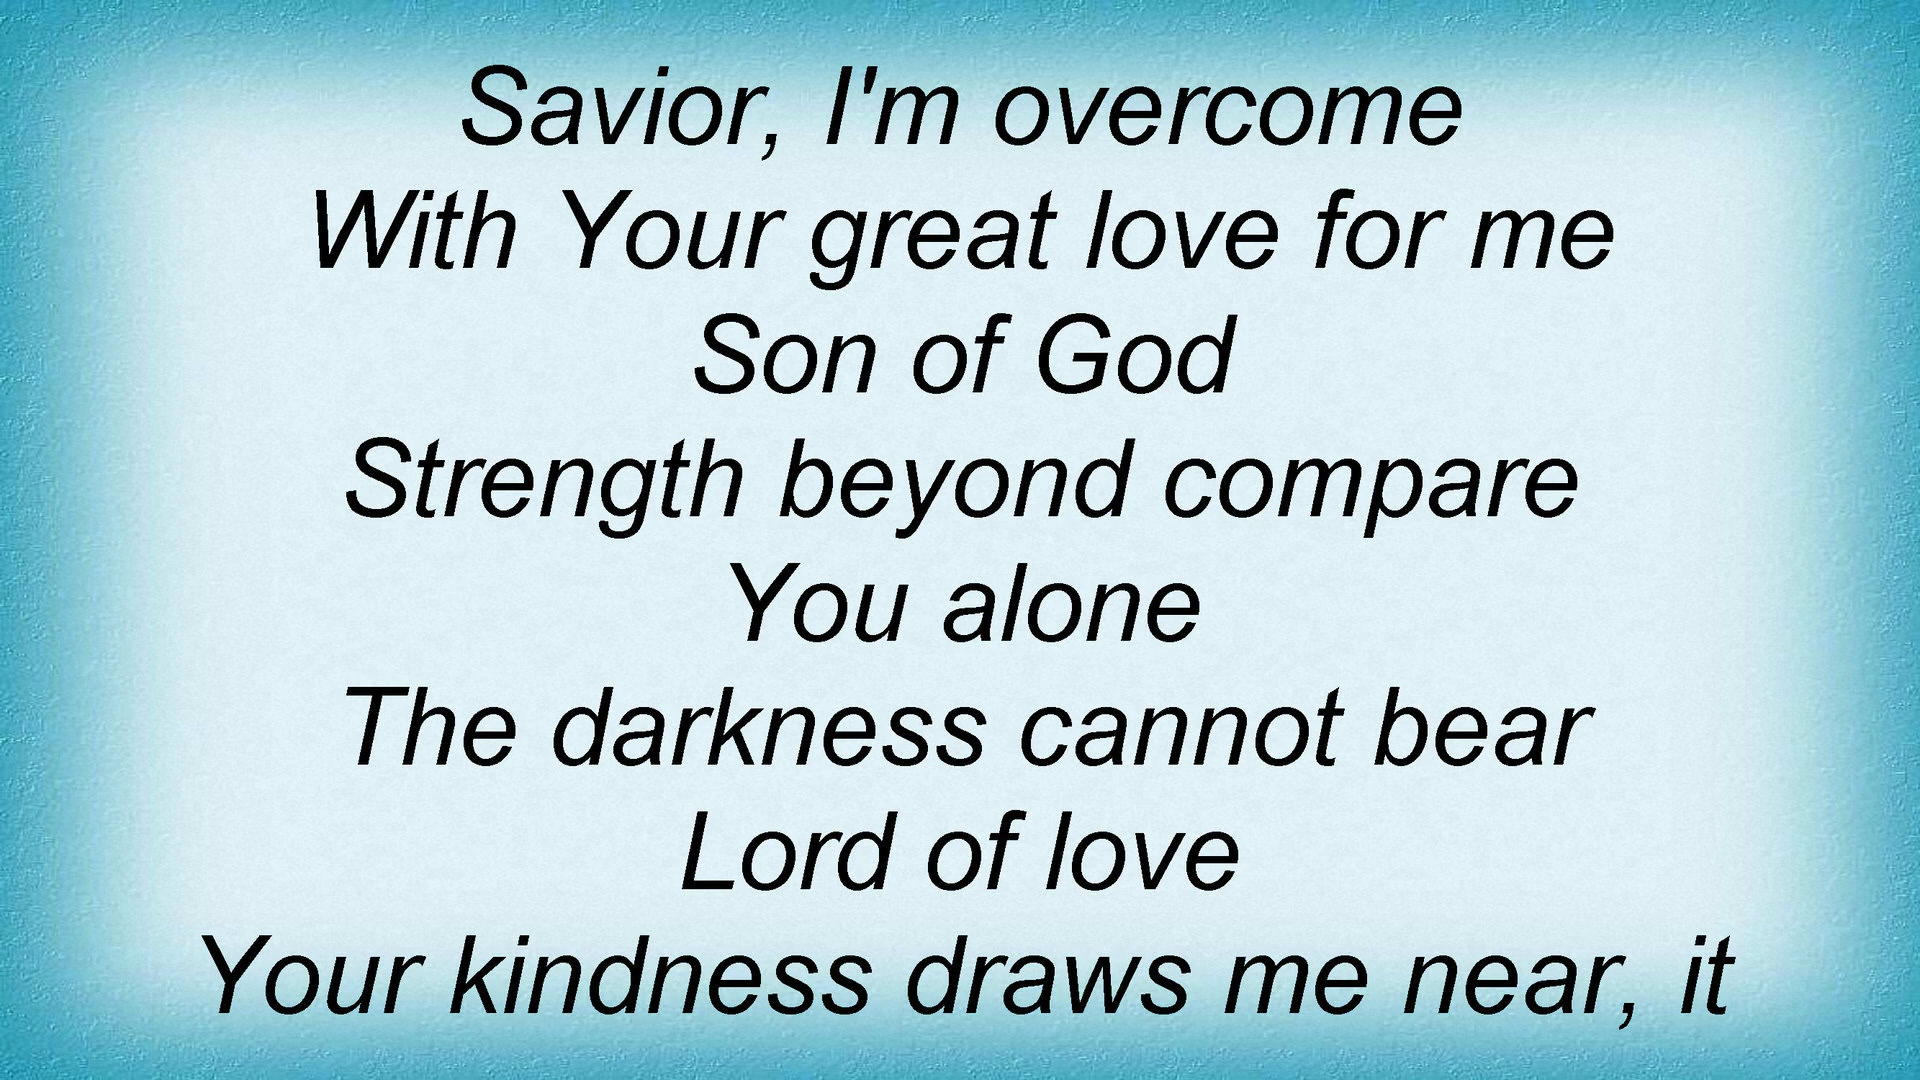 Savior, I'm overcome
With Your great love for me
Son of God
Strength beyond compare
You alone
The darkness cannot bear
Lord of love
Your kindness draws me near, it